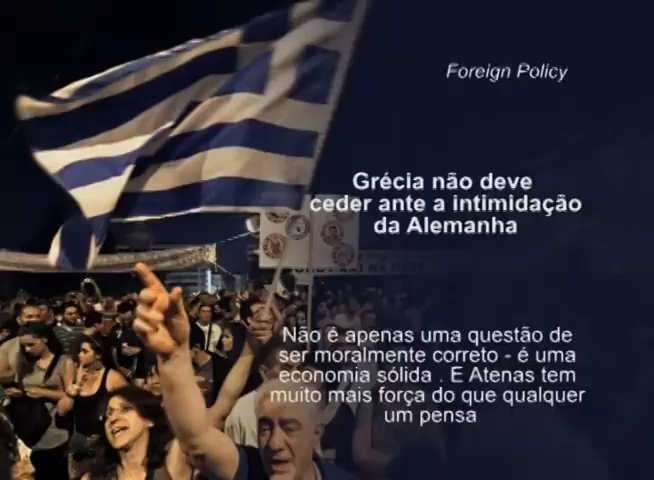 Foreign Policy
Grécia não deve
ceder ante a intimidação
da Alemanha
Não é apenas uma questão de
ser moralmente correto - é uma
economia sólida . E Atenas tem
muito mais força do que qualquer
um pensa